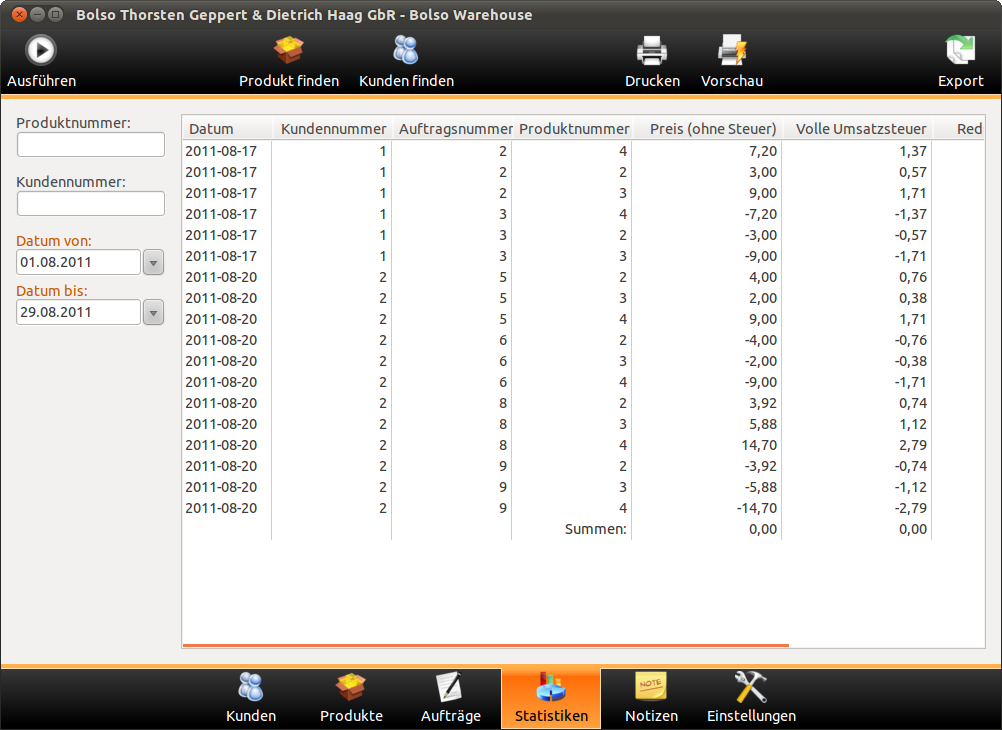 Bolso Thorsten Geppert & Dietrich Haag GbR - Bolso Warehouse
Ausführen Produkt finden Kunden finden Drucken Vorschau Export
Produktnummer:
Kundennummer:
Datum von:
01.08.2011
Datum bis:
29.08.2011
Datum Kundennummer Auftragsnummer Produktnummer Preis (ohne Steuer) Volle Umsatzsteuer Red
2011-08-17 1 2 4 7,20 1,37
2011-08-17 1 2 2 3,00 0,57
2011-08-17 1 2 3 9,00 1,71
2011-08-17 1 3 4 -7,20 -1,37
2011-08-17 1 3 2 -3,00 -0,57
2011-08-17 1 3 3 -9,00 -1,71
2011-08-20 2 5 2 4,00 0,76
2011-08-20 2 5 3 2,00 0,38
2011-08-20 2 5 4 9,00 1,71
2011-08-20 2 6 2 -4,00 -0,76
2011-08-20 2 6 3 -2,00 -0,38
2011-08-20 2 6 4 -9,00 -1,71
2011-08-20 2 8 2 3,92 0,74
2011-08-20 2 8 3 5,88 1,12
2011-08-20 2 8 4 14,70 2,79
2011-08-20 2 9 2 -3,92 -0,74
2011-08-20 2 9 3 -5,88 -1,12
2011-08-20 2 9 4 -14,70 -2,79
Summen: 0,00 0,00
NOTE
Kunden Produkte Aufträge Statistiken Notizen Einstellungen